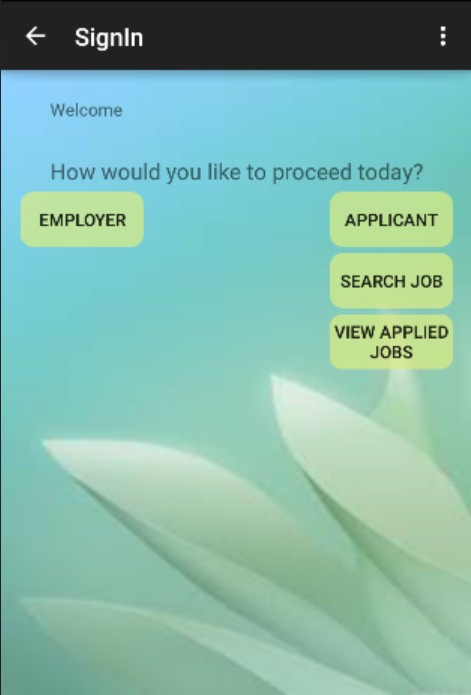 SignIn
Welcome
How would you like to proceed today?
EMPLOYER
APPLICANT
SEARCH JOB
VIEW APPLIED
JOBS